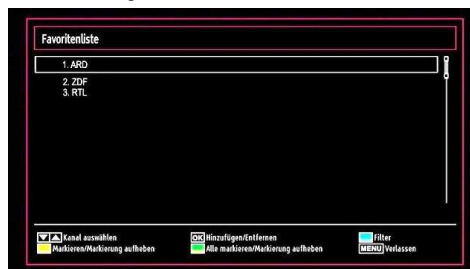 Favoritenliste
1. ARD
2. ZDF
3. RTL
Kanal auswählen OK Hinzufügen/Entfernen Filter
Markieren/Markierung aufheben Alle markieren/Markierung aufheben MENU Verlassen